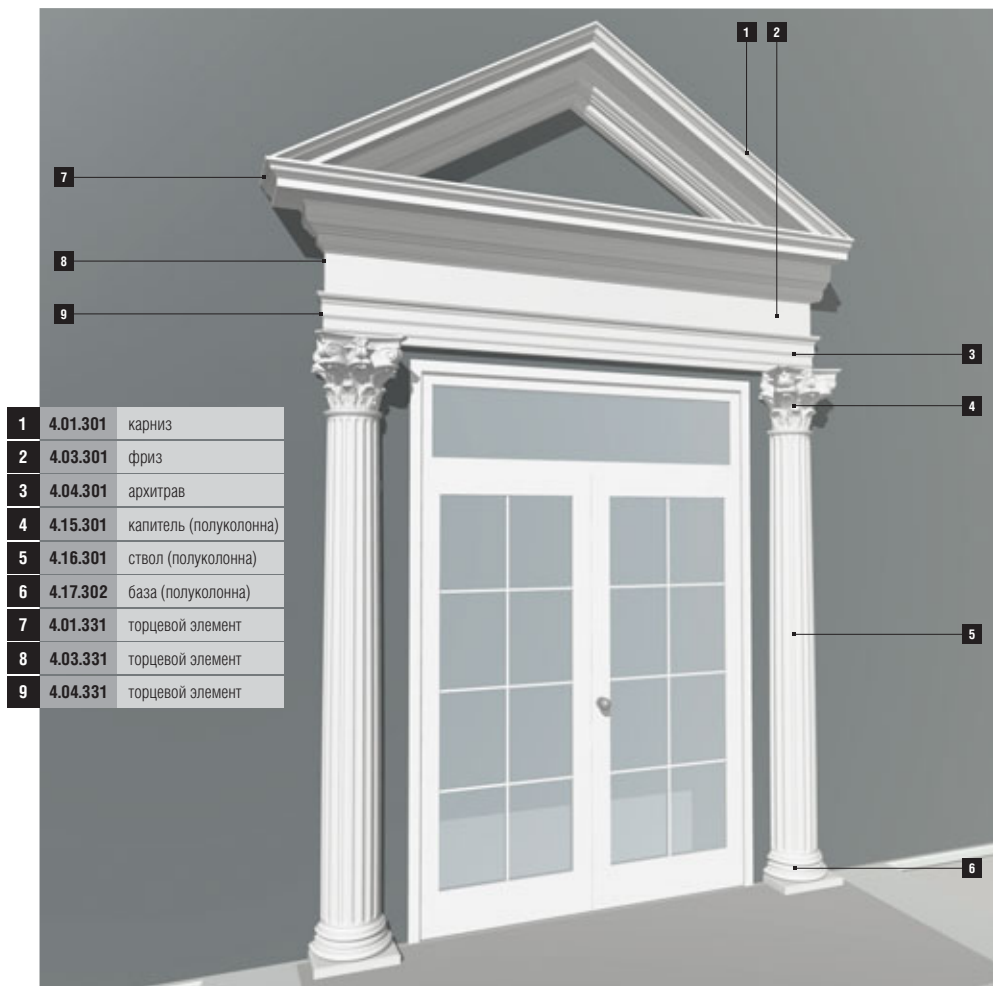 1 2
7
8
9
3
4
1 4.01.301 карниз
2 4.03.301 фриз
3 4.04.301 архитрав
4 4.15.301 капитель (полуколонна)
5 4.16.301 ствол (полуколонна)
6 4.17.302 база (полуколонна)
7 4.01.331 торцевой элемент
8 4.03.331 торцевой элемент
9 4.04.331 торцевой элемент
5
6